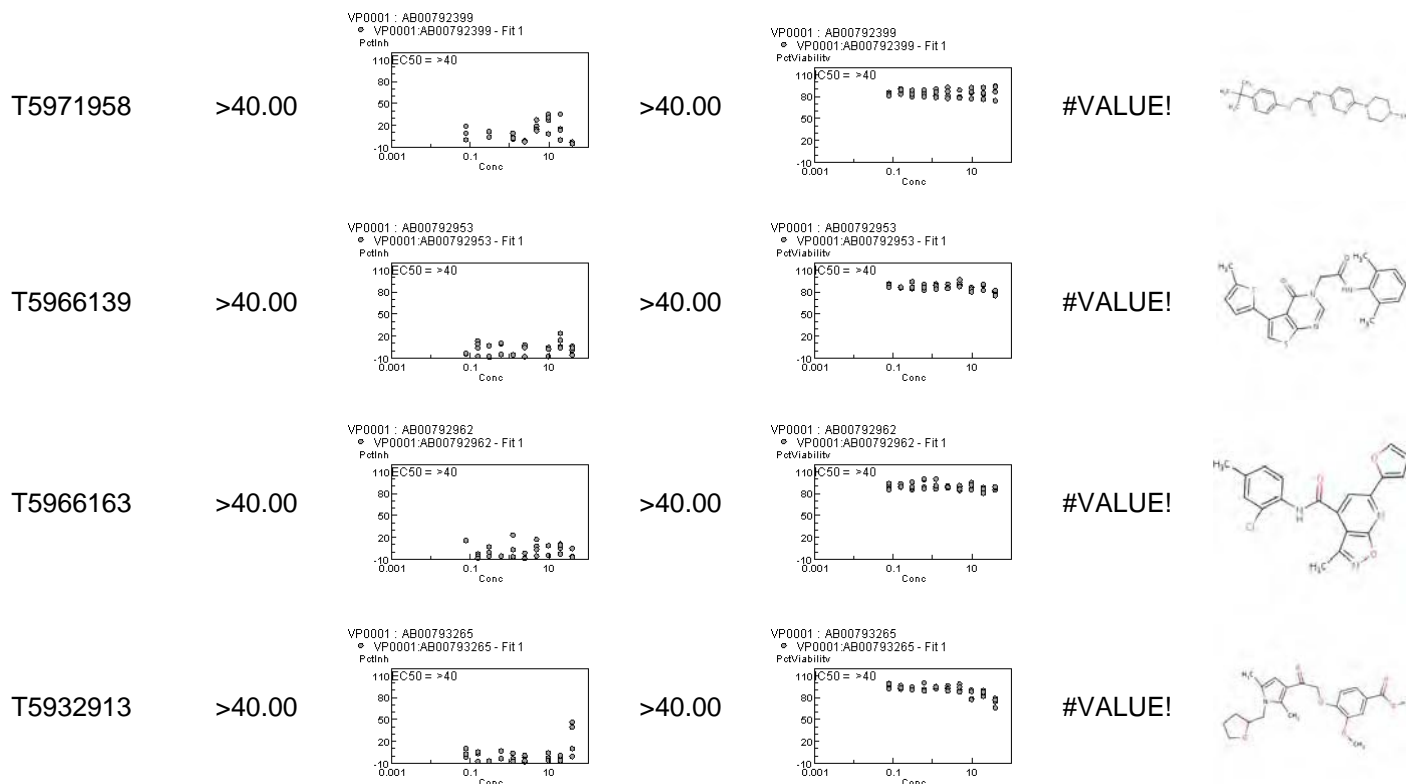 VP0001 : AB00792399
VP0001:AB00792399 - Fit 1
PctInh
110 EC50 = >40
80
50
20
-10
0.001 0.1 10
Conc
VP0001 : AB00792399
VP0001:AB00792399 - Fit 1
PctViability
110 IC50 = >40
80
50
20
-10
0.001 0.1 10
Conc
T5971958 >40.00 >40.00 #VALUE!
VP0001 : AB00792953
VP0001:AB00792953 - Fit 1
PctInh
110 EC50 = >40
80
50
20
-10
0.001 0.1 10
Conc
VP0001 : AB00792953
VP0001:AB00792953 - Fit 1
PctViability
110 IC50 = >40
80
50
20
-10
0.001 0.1 10
Conc
T5966139 >40.00 >40.00 #VALUE!
H₃C
O
H₃C
N
N
S
CH₃
VP0001 : AB00792962
VP0001:AB00792962 - Fit 1
PctInh
110 EC50 = >40
80
50
20
-10
0.001 0.1 10
Conc
VP0001 : AB00792962
VP0001:AB00792962 - Fit 1
PctViability
110 IC50 = >40
80
50
20
-10
0.001 0.1 10
Conc
T5966163 >40.00 >40.00 #VALUE!
H₃C
O
O
N
H
Cl
O
H₃C
N
VP0001 : AB00793265
VP0001:AB00793265 - Fit 1
PctInh
110 EC50 = >40
80
50
20
-10
0.001 0.1 10
Conc
VP0001 : AB00793265
VP0001:AB00793265 - Fit 1
PctViability
110 IC50 = >40
80
50
20
-10
0.001 0.1 10
Conc
T5932913 >40.00 >40.00 #VALUE!
H₃C
N
CH₃
O
O
CH₃